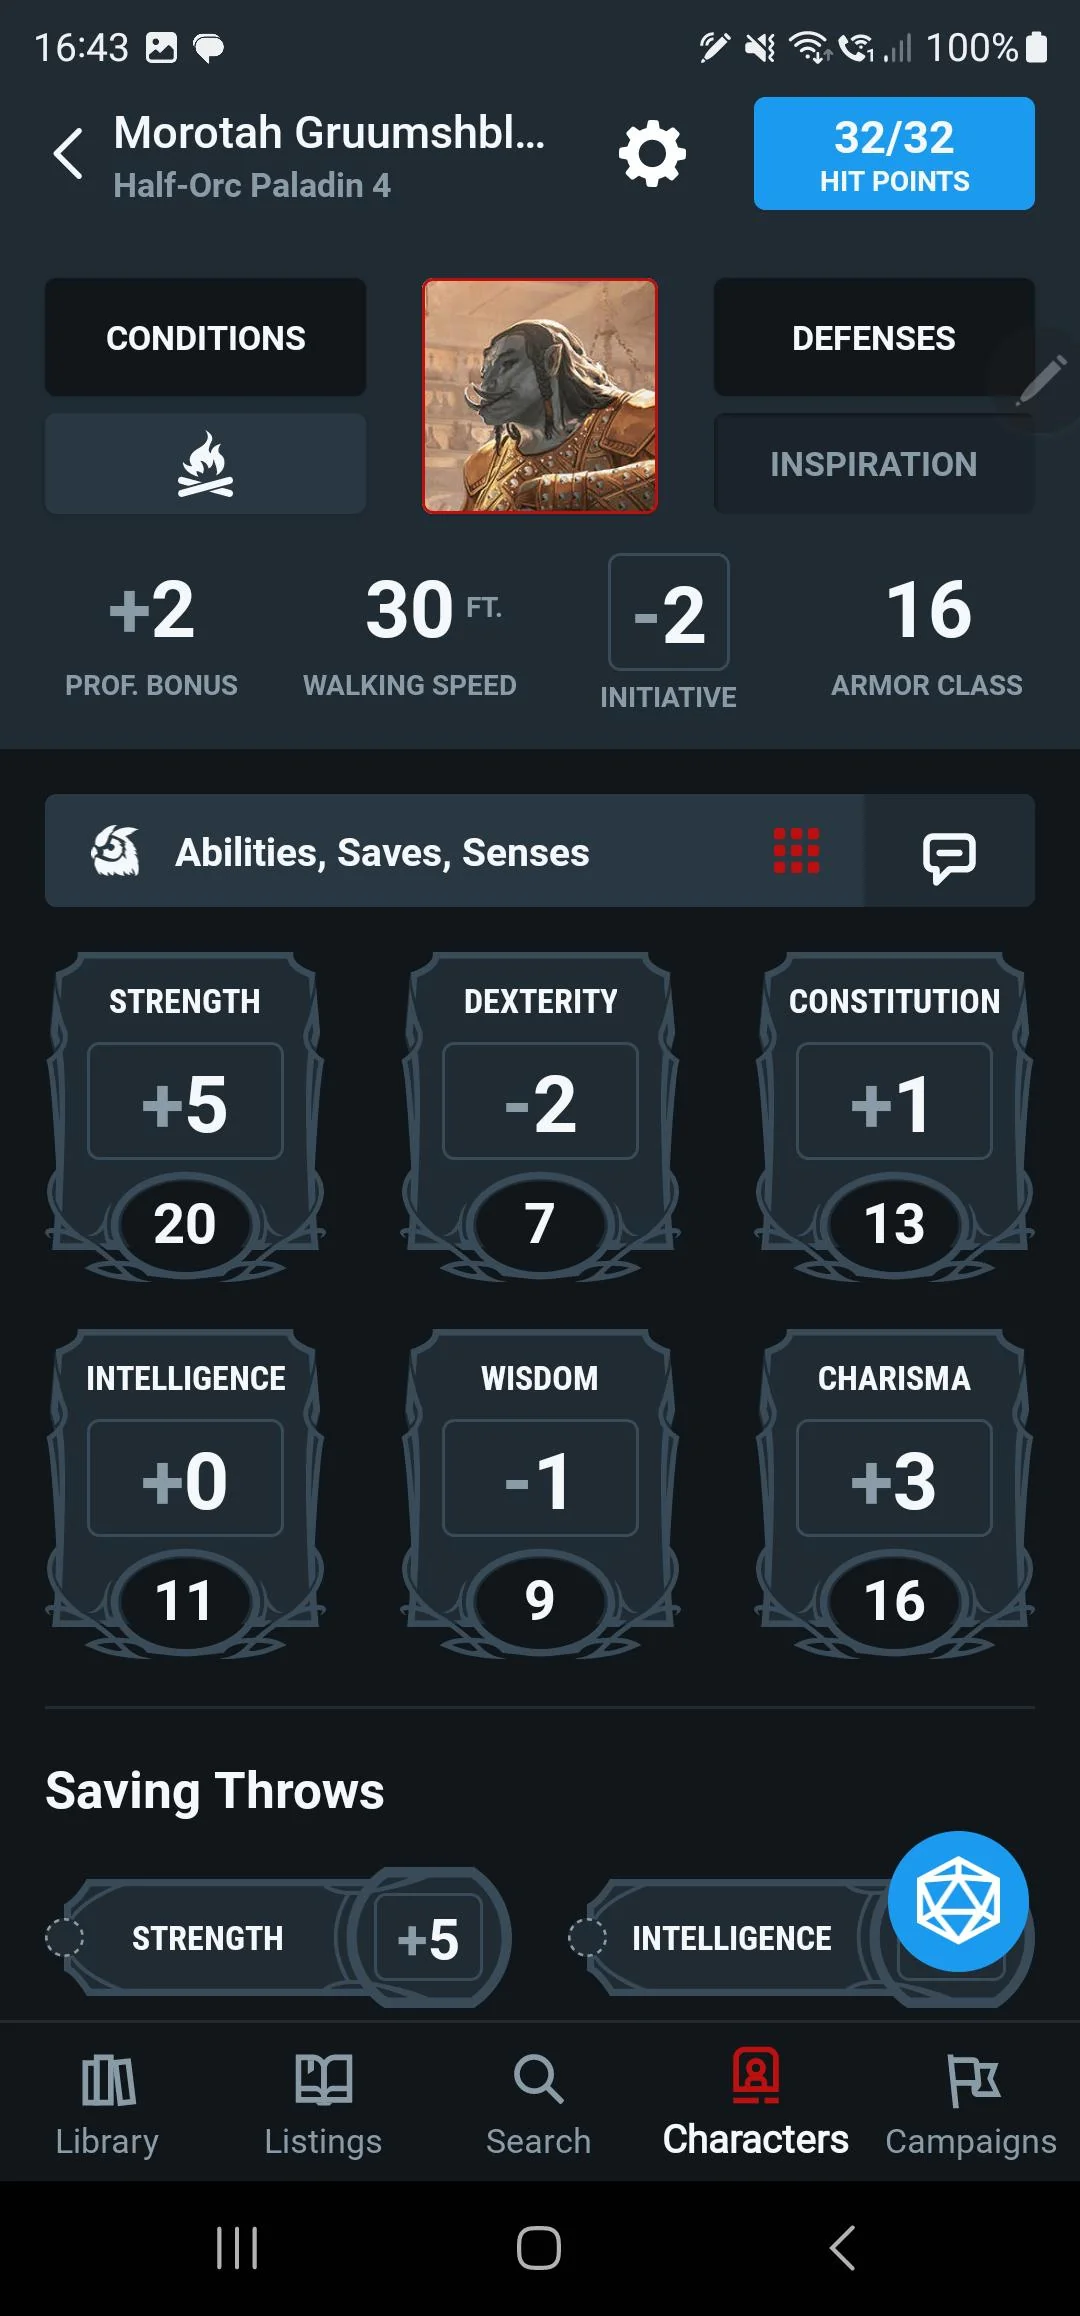 16:43
100%
Morotah Gruumshbl...
Half-Orc Paladin 4
32/32
HIT POINTS
CONDITIONS
DEFENSES
INSPIRATION
+2
30 FT.
-2
16
PROF. BONUS
WALKING SPEED
INITIATIVE
ARMOR CLASS
Abilities, Saves, Senses
STRENGTH
DEXTERITY
CONSTITUTION
+5
-2
+1
20
7
13
INTELLIGENCE
WISDOM
CHARISMA
+0
-1
+3
11
9
16
Saving Throws
STRENGTH
+5
INTELLIGENCE
Library
Listings
Search
Characters
Campaigns